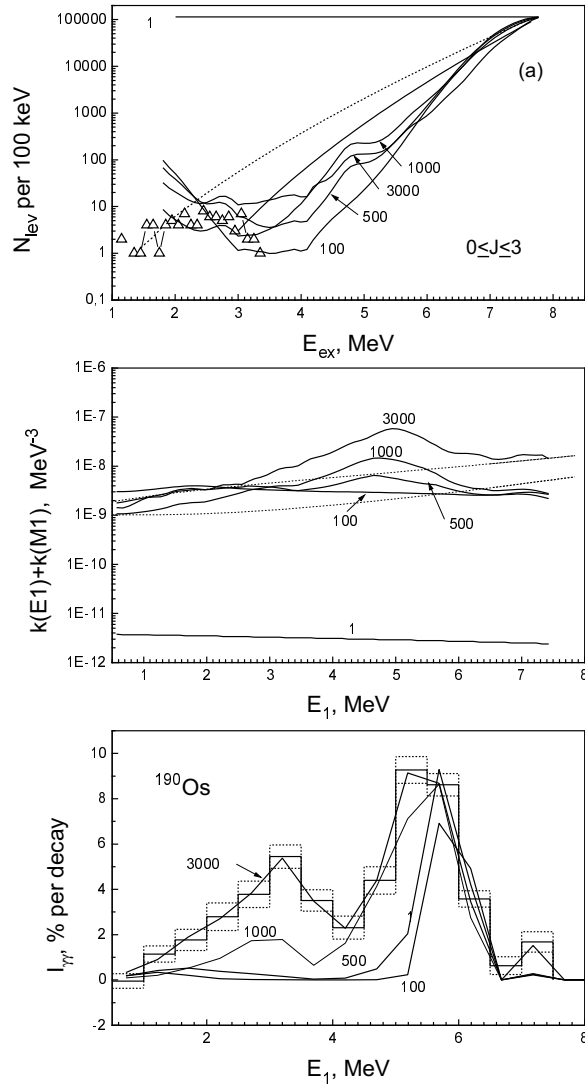 100000
10000
1000
100
10
1
0,1
N_lev per 100 keV
1
(a)
1000
3000
500
100
0≤J≤3
1 2 3 4 5 6 7 8
E_ex, MeV
1E-6
1E-7
1E-8
1E-9
1E-10
1E-11
1E-12
k(E1)+k(M1), MeV^-3
3000
1000
100
500
1
1 2 3 4 5 6 7 8
E_1, MeV
10
8
6
4
2
0
-2
I_γγ, % per decay
^190Os
3000
1000
500
1
100
2 4 6 8
E_1, MeV